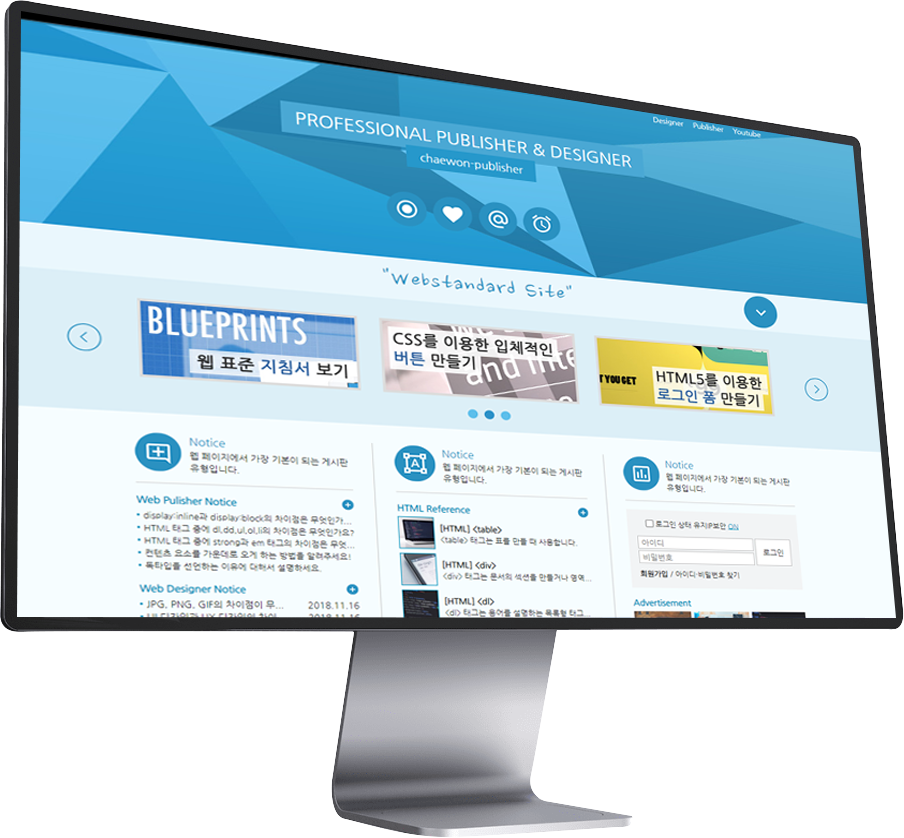 Designer Publisher Youtube
PROFESSIONAL PUBLISHER & DESIGNER
chaewon-publisher
"Webstandard Site"
BLUEPRINTS
웹 표준 지침서 보기
CSS를 이용한 입체적인
버튼 만들기
and Inte
T YOU GET
HTML5를 이용한
로그인 폼 만들기
Notice
웹 페이지에서 가장 기본이 되는 게시판
유형입니다.
Web Pulisher Notice
display:inline과 display:block의 차이점은 무엇인가...
HTML 태그 중에 dl,dd,ul,ol,li의 차이점은 무엇인가요?
HTML 태그 중에 strong과 em 태그의 차이점은 무엇...
컨텐츠 요소를 가운데로 오게 하는 방법을 알려주세요!
독타입을 선언하는 이유에 대해서 설명하세요.
Web Designer Notice
JPG, PNG, GIF의 차이점이 무... 2018.11.16
Notice
웹 페이지에서 가장 기본이 되는 게시판
유형입니다.
HTML Reference
[HTML] <table>
<table> 태그는 표를 만들 때 사용합니다.
[HTML] <div>
<div> 태그는 문서의 섹션을 만들거나 영역...
[HTML] <dl>
<dl> 태그는 용어를 설명하는 목록형 태그...
Notice
웹 페이지에서 가장 기본이 되는 게시판
유형입니다.
로그인 상태 유지IP보안 ON
아이디
비밀번호
로그인
회원가입 / 아이디·비밀번호 찾기
Advertisement